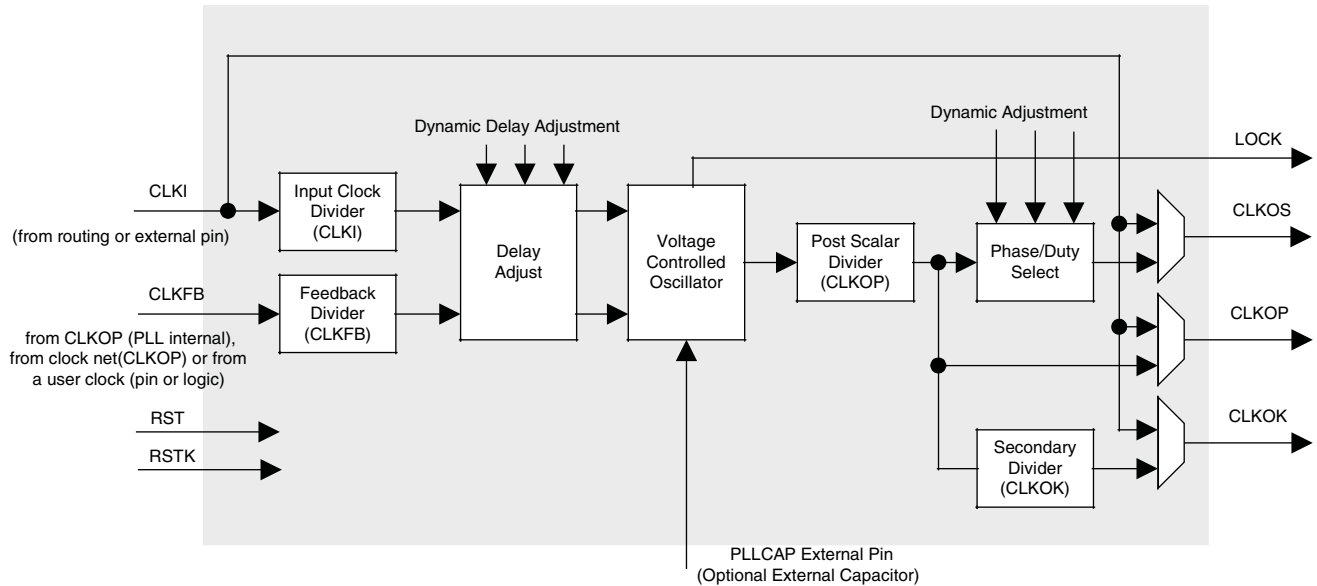 Dynamic Delay Adjustment
Dynamic Adjustment
LOCK
CLKI
(from routing or external pin)
Input Clock
Divider
(CLKI)
Delay
Adjust
Voltage
Controlled
Oscillator
Post Scalar
Divider
(CLKOP)
Phase/Duty
Select
CLKOS
CLKFB
from CLKOP (PLL internal),
from clock net(CLKOP) or from
a user clock (pin or logic)
Feedback
Divider
(CLKFB)
CLKOP
RST
RSTK
Secondary
Divider
(CLKOK)
CLKOK
PLLCAP External Pin
(Optional External Capacitor)